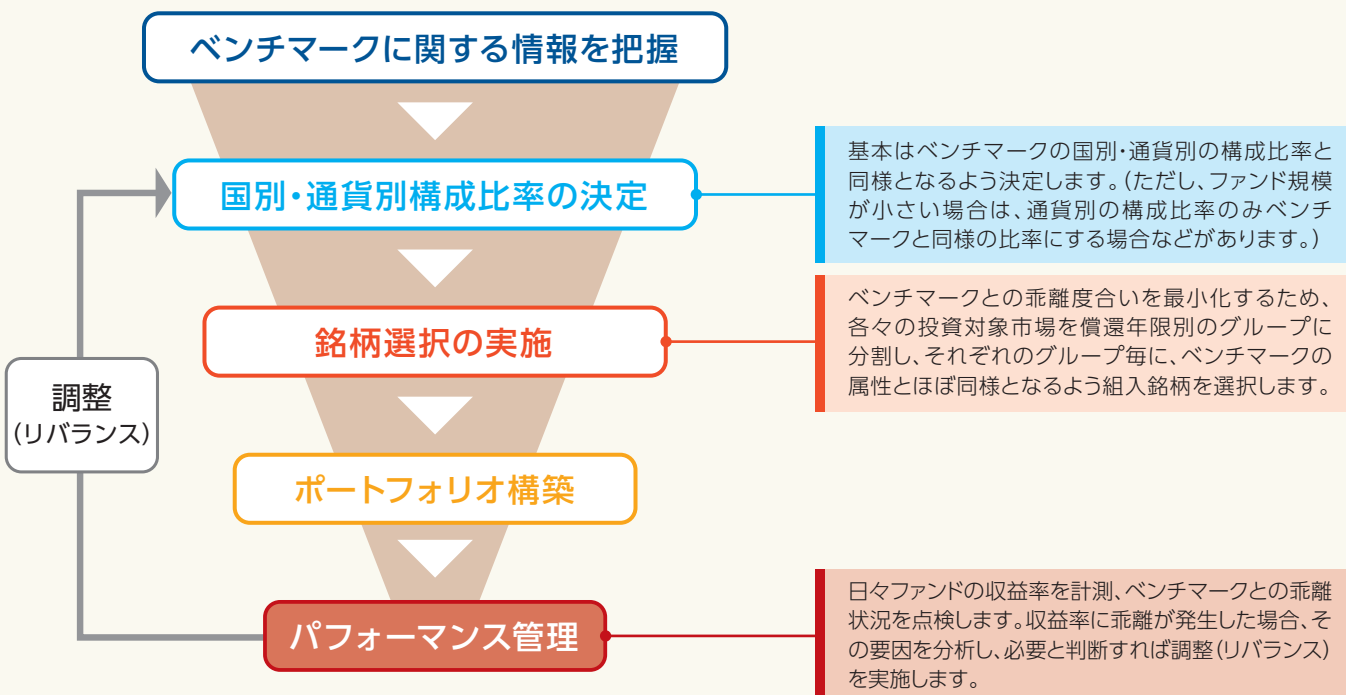 ベンチマークに関する情報を把握
国別・通貨別構成比率の決定
基本はベンチマークの国別・通貨別の構成比率と
同様となるよう決定します。(ただし、ファンド規模
が小さい場合は、通貨別の構成比率のみベンチ
マークと同様の比率にする場合などがあります。)
銘柄選択の実施
ベンチマークとの乖離度合いを最小化するため、
各々の投資対象市場を償還年限別のグループに
分割し、それぞれのグループ毎に、ベンチマークの
属性とほぼ同様となるよう組入銘柄を選択します。
調整
(リバランス)
ポートフォリオ構築
パフォーマンス管理
日々ファンドの収益率を計測、ベンチマークとの乖離
状況を点検します。収益率に乖離が発生した場合、そ
の要因を分析し、必要と判断すれば調整(リバランス)
を実施します。